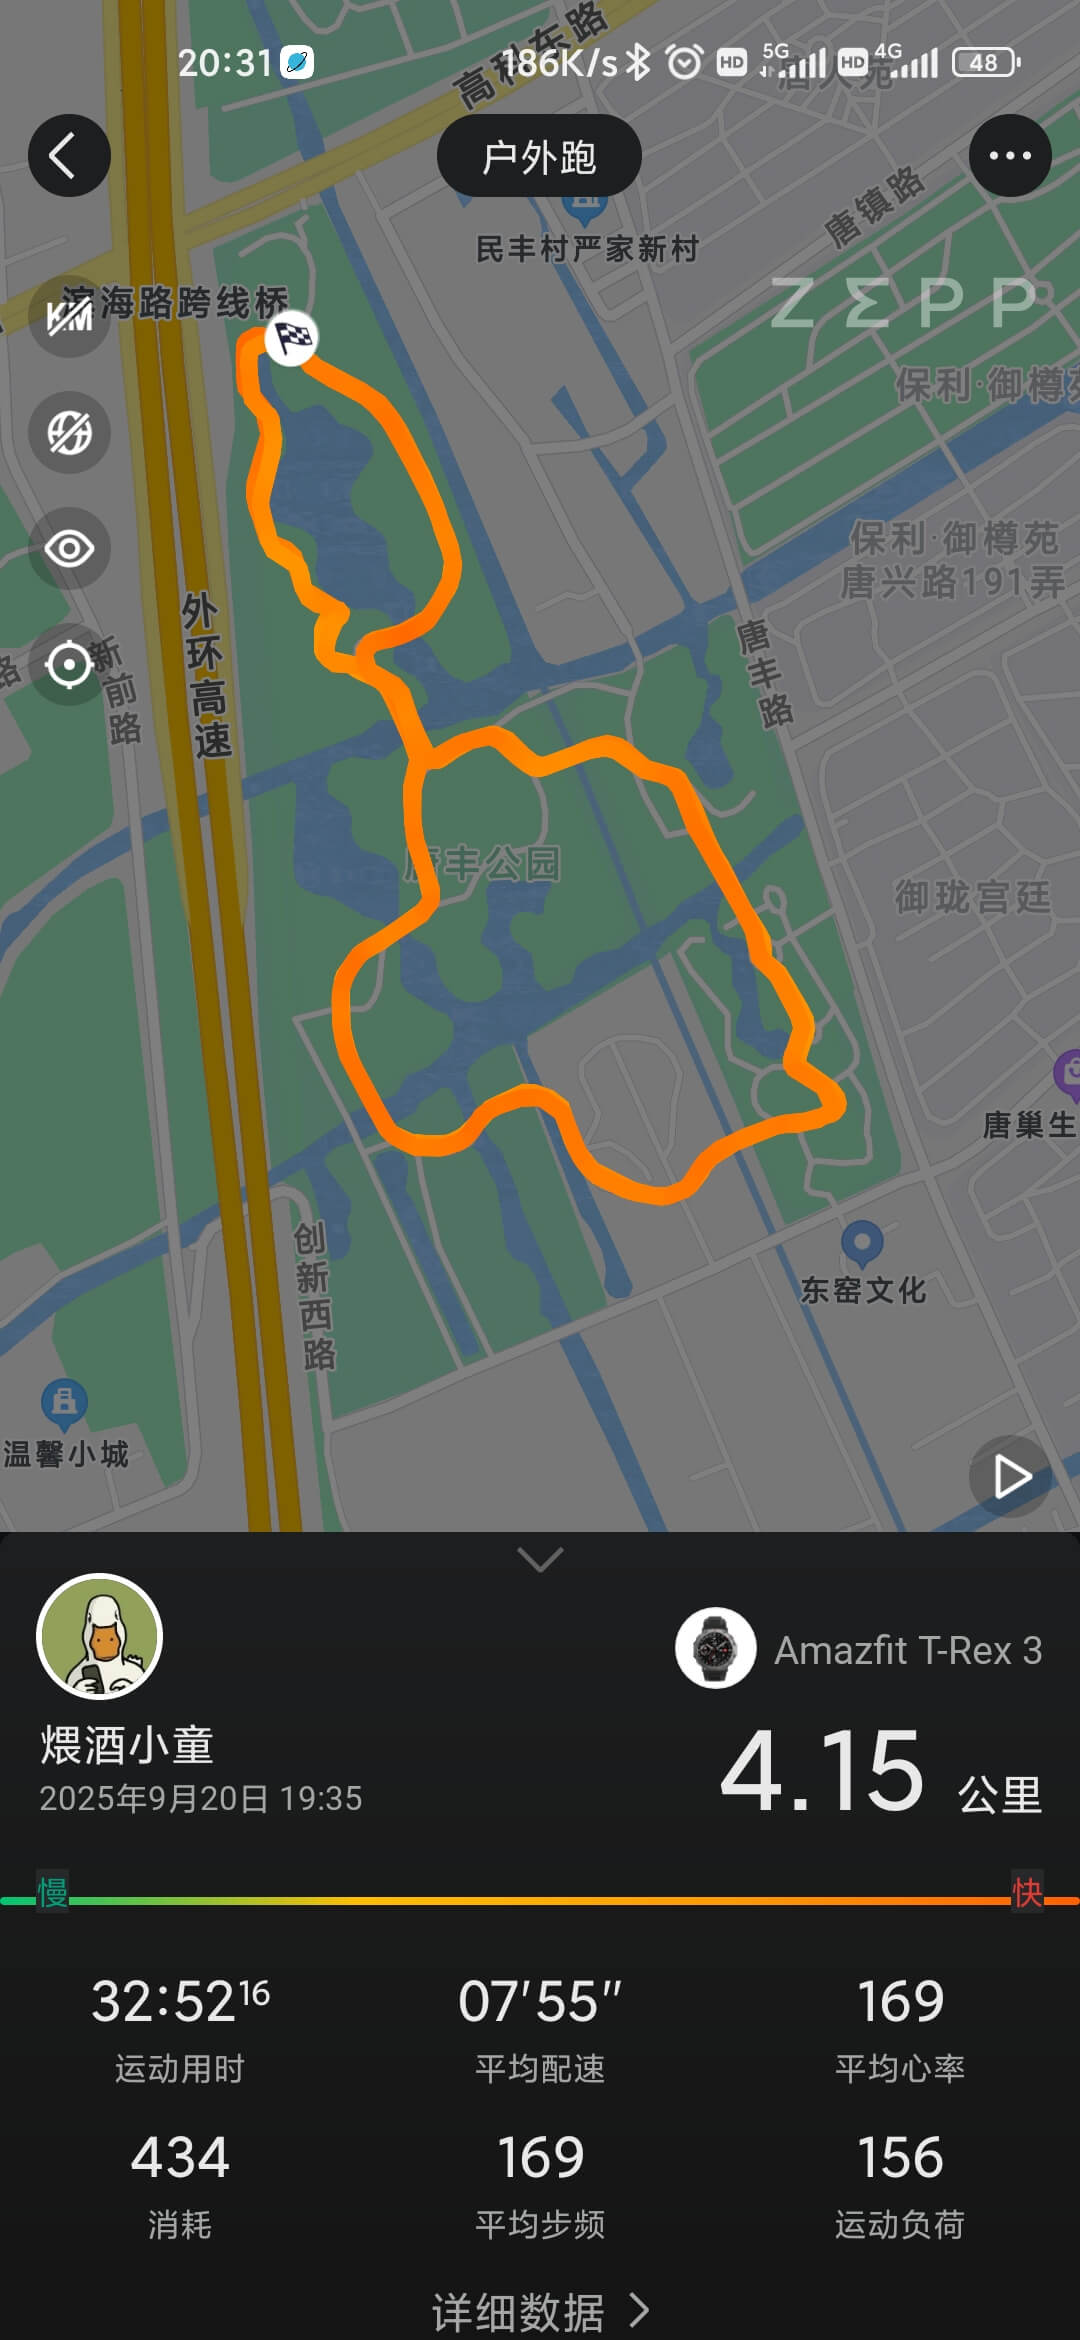 20:31
186K/s
HD
5G
HD
4G
48
高科东路
唐人苑
户外跑
唐镇路
民丰村严家新村
ZEPP
滨海路跨线桥
KM
保利·御樽苑
保利·御樽苑
唐兴路191弄
外环高速
新前路
路
唐丰路
唐丰公园
御珑宫廷
唐巢生
创新西路
东窑文化
温馨小城
Amazfit T-Rex 3
煨酒小童
2025年9月20日 19:35
4.15 公里
慢
快
32:52 16
07'55"
169
运动用时
平均配速
平均心率
434
169
156
消耗
平均步频
运动负荷
详细数据